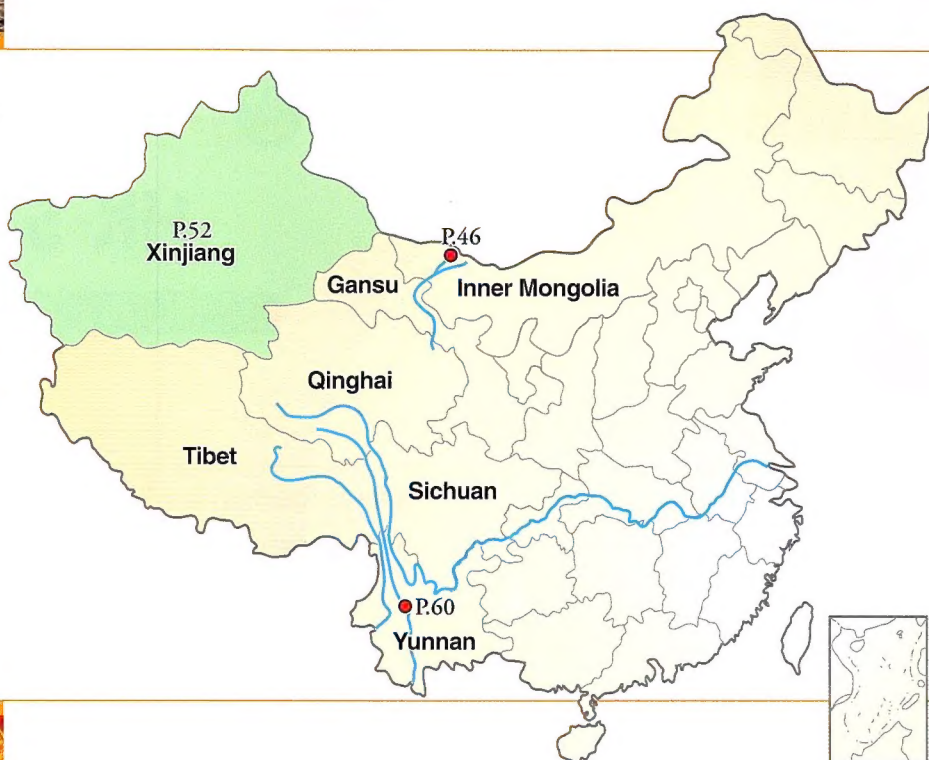 P.52
Xinjiang
P.46
Gansu
Inner Mongolia
Qinghai
Tibet
Sichuan
P.60
Yunnan